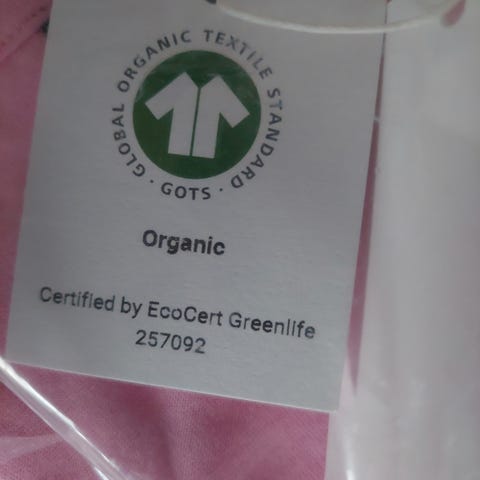 GLOBAL ORGANIC TEXTILE STANDARD
· GOTS ·
Organic
Certified by EcoCert Greenlife
257092